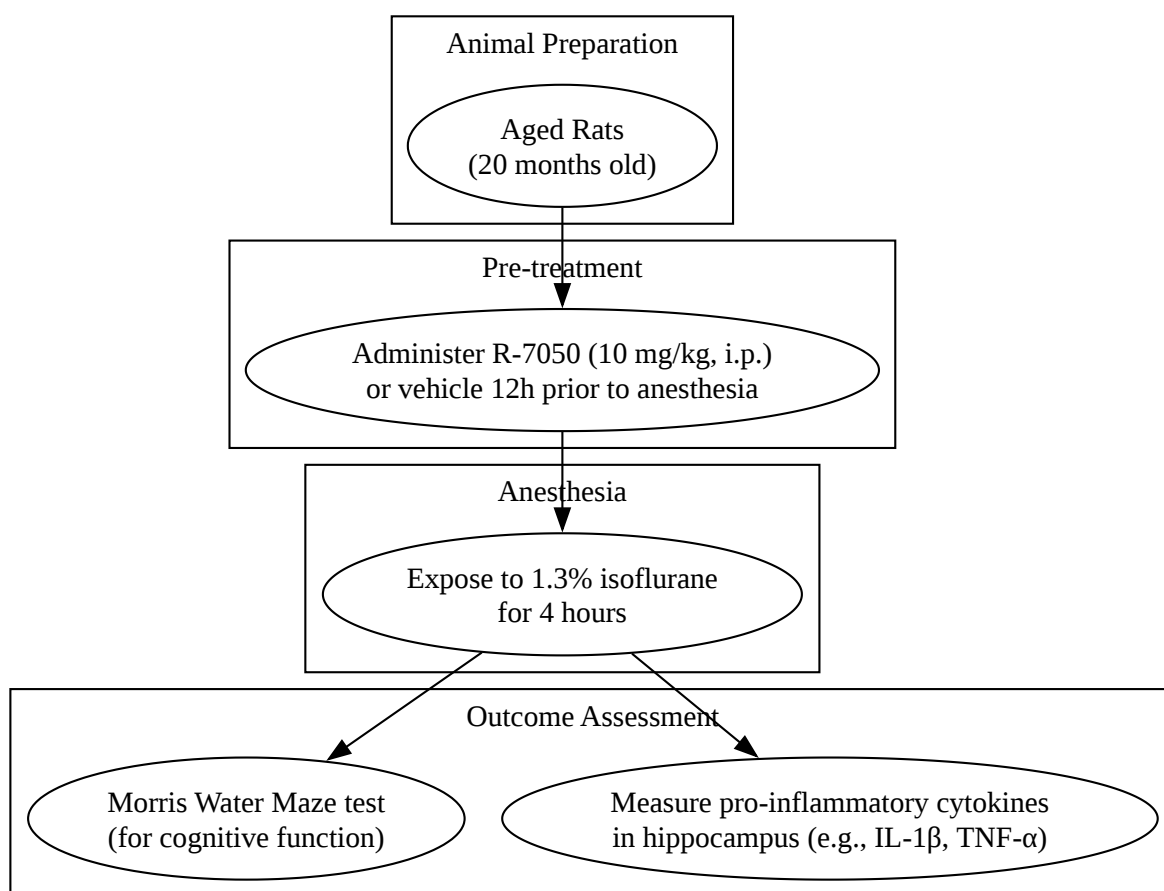 Animal Preparation
Aged Rats
(20 months old)
Pre-treatment
Administer R-7050 (10 mg/kg, i.p.)
or vehicle 12h prior to anesthesia
Anesthesia
Expose to 1.3% isoflurane
for 4 hours
Outcome Assessment
Morris Water Maze test
(for cognitive function)
Measure pro-inflammatory cytokines
in hippocampus (e.g., IL-1β, TNF-α)